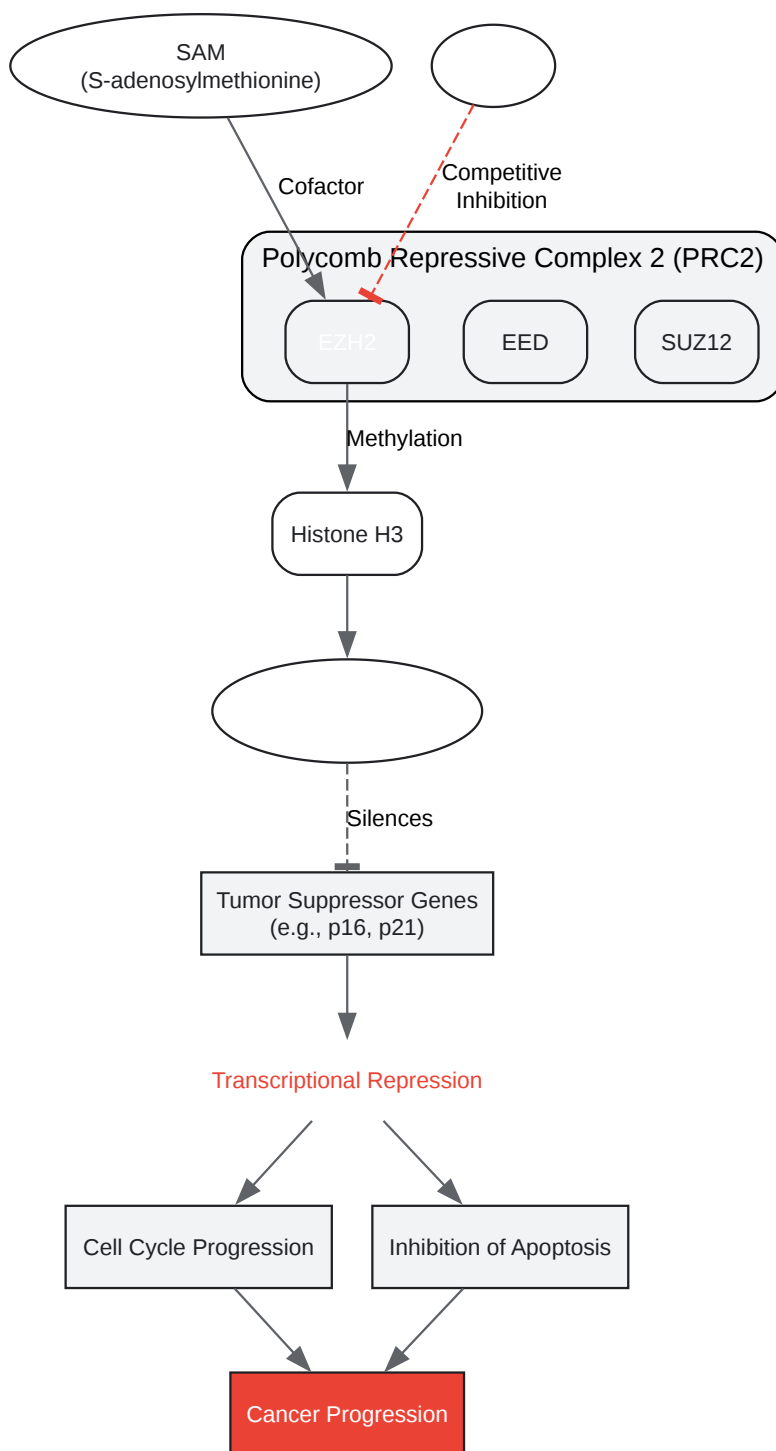 SAM
(S-adenosylmethionine)
Cofactor
Competitive
Inhibition
Polycomb Repressive Complex 2 (PRC2)
EZH2
EED
SUZ12
Methylation
Histone H3
Silences
Tumor Suppressor Genes
(e.g., p16, p21)
Transcriptional Repression
Cell Cycle Progression
Inhibition of Apoptosis
Cancer Progression